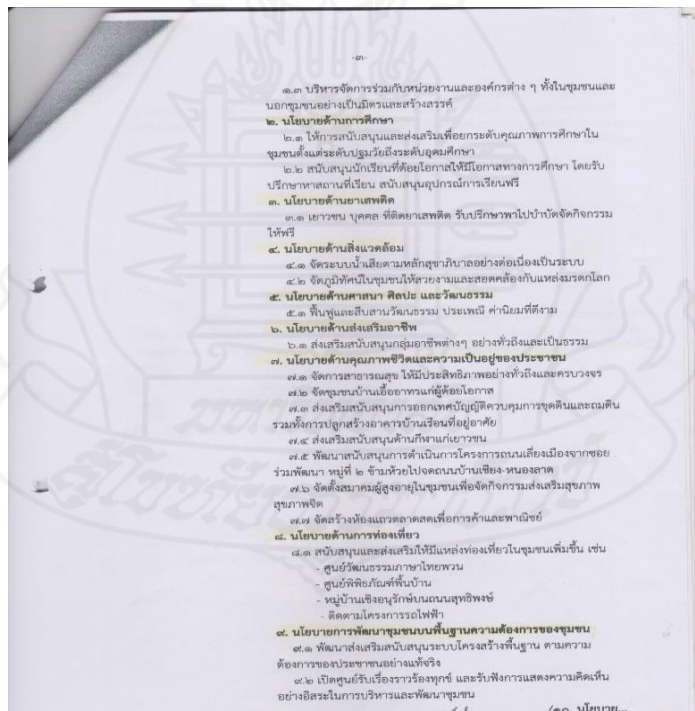 -๓-
๑.๓ บริหารจัดการร่วมกับหน่วยงานและองค์กรต่าง ๆ ทั้งในชุมชนและ
นอกชุมชนอย่างเป็นมิตรและสร้างสรรค์
๒. นโยบายด้านการศึกษา
๒.๑ ให้การสนับสนุนและส่งเสริมเพื่อยกระดับคุณภาพการศึกษาใน
ชุมชนตั้งแต่ระดับปฐมวัยถึงระดับอุดมศึกษา
๒.๒ สนับสนุนนักเรียนที่ด้อยโอกาสให้มีโอกาสทางการศึกษา โดยรับ
ปรึกษาหาสถานที่เรียน สนับสนุนอุปกรณ์การเรียนฟรี
๓. นโยบายด้านยาเสพติด
๓.๑ เยาวชน บุคคล ที่ติดยาเสพติด รับปรึกษาพาไปบำบัดจัดกิจกรรม
ให้ฟรี
๔. นโยบายด้านสิ่งแวดล้อม
๔.๑ จัดระบบน้ำเสียตามหลักสุขาภิบาลอย่างต่อเนื่องเป็นระบบ
๔.๒ จัดภูมิทัศน์ในชุมชนให้สวยงามและสอดคล้องกับแหล่งมรดกโลก
๕. นโยบายด้านศาสนา ศิลปะ และวัฒนธรรม
๕.๑ ฟื้นฟูและสืบสานวัฒนธรรม ประเพณี ค่านิยมที่ดีงาม
๖. นโยบายด้านส่งเสริมอาชีพ
๖.๑ ส่งเสริมสนับสนุนกลุ่มอาชีพต่างๆ อย่างทั่วถึงและเป็นธรรม
๗. นโยบายด้านคุณภาพชีวิตและความเป็นอยู่ของประชาชน
๗.๑ จัดการสาธารณสุข ให้มีประสิทธิภาพอย่างทั่วถึงและครบวงจร
๗.๒ จัดชุมชนบ้านเอื้ออาทรแก่ผู้ด้อยโอกาส
๗.๓ ส่งเสริมสนับสนุนการออกเทศบัญญัติควบคุมการขุดดินและถมดิน
รวมทั้งการปลูกสร้างอาคารบ้านเรือนที่อยู่อาศัย
๗.๔ ส่งเสริมสนับสนุนด้านกีฬาแก่เยาวชน
๗.๕ พัฒนาสนับสนุนการดำเนินการโครงการถนนเลี่ยงเมืองจากซอย
ร่วมพัฒนา หมู่ที่ ๒ ข้ามห้วยไปจดถนนบ้านเชียง-หนองลาด
๗.๖ จัดตั้งสมาคมผู้สูงอายุในชุมชนเพื่อจัดกิจกรรมส่งเสริมสุขภาพ
สุขภาพจิต
๗.๗ จัดสร้างห้องแถวตลาดสดเพื่อการค้าและพาณิชย์
๘. นโยบายด้านการท่องเที่ยว
๘.๑ สนับสนุนและส่งเสริมให้มีแหล่งท่องเที่ยวในชุมชนเพิ่มขึ้น เช่น
- ศูนย์วัฒนธรรมภาษาไทยพวน
- ศูนย์พิพิธภัณฑ์พื้นบ้าน
- หมู่บ้านเชิงอนุรักษ์บนถนนสุทธิพงษ์
- ติดตามโครงการรถไฟฟ้า
๙. นโยบายการพัฒนาชุมชนบนพื้นฐานความต้องการของชุมชน
๙.๑ พัฒนาส่งเสริมสนับสนุนระบบโครงสร้างพื้นฐาน ตามความ
ต้องการของประชาชนอย่างแท้จริง
๙.๒ เปิดศูนย์รับเรื่องราวร้องทุกข์ และรับฟังการแสดงความคิดเห็น
อย่างอิสระในการบริหารและพัฒนาชุมชน
นโยบาย...